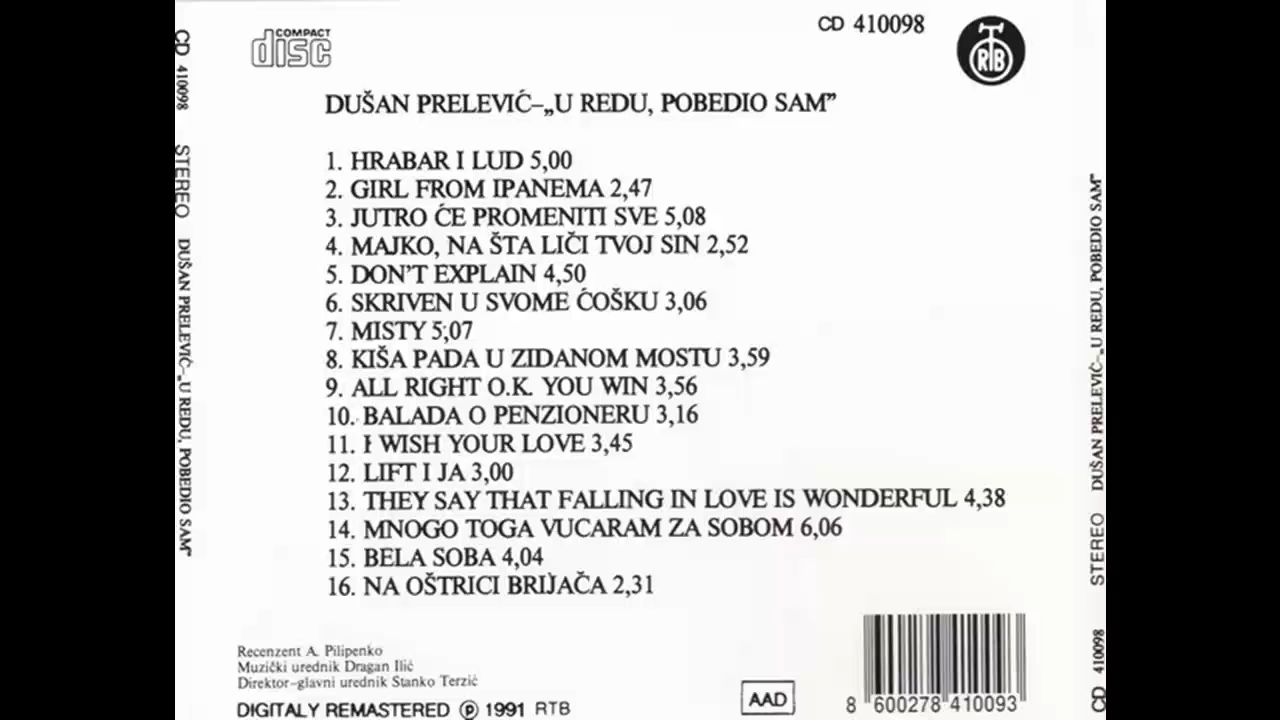 CD 410098
STEREO
DUŠAN PRELEVIĆ–„U REDU, POBEDIO SAM”
COMPACT
disc
CD 410098
RTB
DUŠAN PRELEVIĆ–„U REDU, POBEDIO SAM”
1. HRABAR I LUD 5,00
2. GIRL FROM IPANEMA 2,47
3. JUTRO ĆE PROMENITI SVE 5,08
4. MAJKO, NA ŠTA LIČI TVOJ SIN 2,52
5. DON'T EXPLAIN 4,50
6. SKRIVEN U SVOME ĆOŠKU 3,06
7. MISTY 5;07
8. KIŠA PADA U ZIDANOM MOSTU 3,59
9. ALL RIGHT O.K. YOU WIN 3,56
10. BALADA O PENZIONERU 3,16
11. I WISH YOUR LOVE 3,45
12. LIFT I JA 3,00
13. THEY SAY THAT FALLING IN LOVE IS WONDERFUL 4,38
14. MNOGO TOGA VUCARAM ZA SOBOM 6,06
15. BELA SOBA 4,04
16. NA OŠTRICI BRIJAČA 2,31
Recenzent A. Pilipenko
Muzički urednik Dragan Ilić
Direktor–glavni urednik Stanko Terzić
DIGITALY REMASTERED ℗ 1991 RTB
AAD
8 600278 410093
DUŠAN PRELEVIĆ–„U REDU, POBEDIO SAM”
STEREO
CD 410098